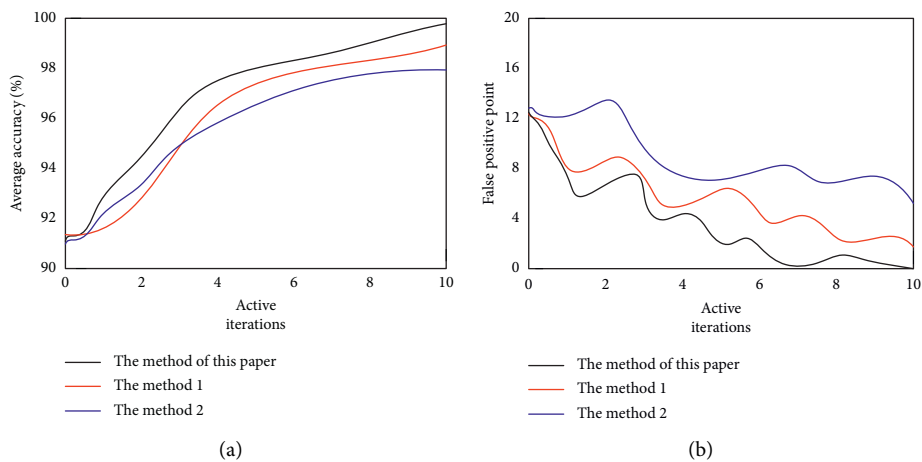 100
98
96
94
92
90
Average accuracy (%)
0
2
4
6
8
10
Active
iterations
The method of this paper
The method 1
The method 2
(a)
20
16
12
8
4
0
False positive point
0
2
4
6
8
10
Active
iterations
The method of this paper
The method 1
The method 2
(b)